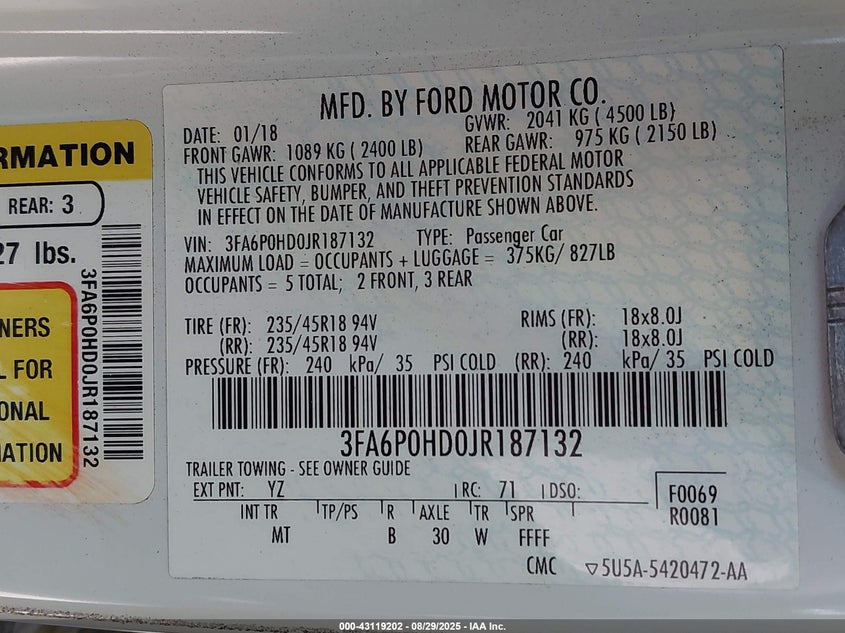 RMATION
REAR: 3
27 lbs.
3FA6P0HD0JR187132
NERS
L FOR
ONAL
ATION
MFD. BY FORD MOTOR CO.
DATE: 01/18 GVWR: 2041 KG ( 4500 LB)
FRONT GAWR: 1089 KG ( 2400 LB) REAR GAWR: 975 KG ( 2150 LB)
THIS VEHICLE CONFORMS TO ALL APPLICABLE FEDERAL MOTOR
VEHICLE SAFETY, BUMPER, AND THEFT PREVENTION STANDARDS
IN EFFECT ON THE DATE OF MANUFACTURE SHOWN ABOVE.
VIN: 3FA6P0HD0JR187132 TYPE: Passenger Car
MAXIMUM LOAD = OCCUPANTS + LUGGAGE = 375KG/ 827LB
OCCUPANTS = 5 TOTAL; 2 FRONT, 3 REAR
TIRE (FR): 235/45R18 94V RIMS (FR): 18x8.0J
(RR): 235/45R18 94V (RR): 18x8.0J
PRESSURE (FR): 240 kPa/ 35 PSI COLD (RR): 240 kPa/ 35 PSI COLD
3FA6P0HD0JR187132
TRAILER TOWING - SEE OWNER GUIDE
EXT PNT: YZ RC: 71 DSO: F0069
INT TR TP/PS R AXLE TR SPR R0081
MT B 30 W FFFF
CMC ▽5U5A-5420472-AA
000-43119202 - 08/29/2025 - IAA Inc.